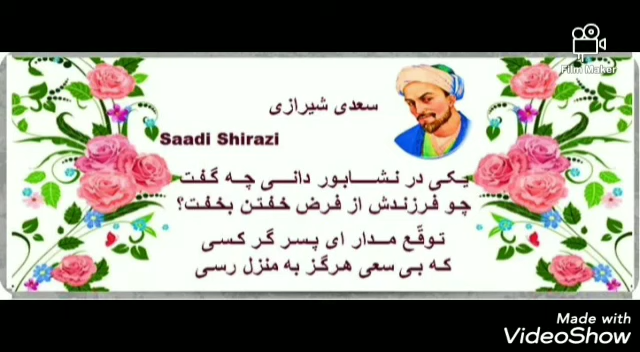 Film Maker
سعدی شیرازی
Saadi Shirazi
یکی در نشابور دانی چه گفت
چو فرزندش از فرض خفتن بخفت؟
توقّع مدار ای پسر گر کسی
که بی سعی هرگز به منزل رسی
Made with
VideoShow